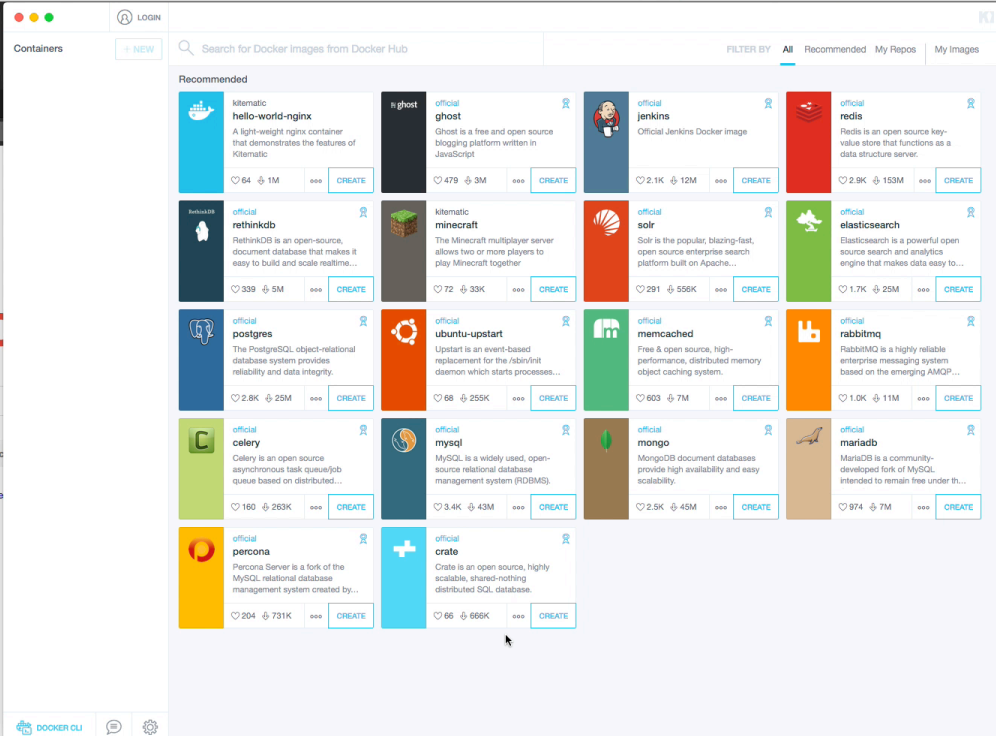 LOGIN
Containers
+ NEW
Search for Docker images from Docker Hub
FILTER BY All Recommended My Repos My Images
Recommended
kitematic
hello-world-nginx
A light-weight nginx container
that demonstrates the features of
Kitematic
64 1M CREATE
ghost
official
ghost
Ghost is a free and open source
blogging platform written in
JavaScript
479 3M CREATE
official
jenkins
Official Jenkins Docker image
2.1K 12M CREATE
official
redis
Redis is an open source key-
value store that functions as a
data structure server.
2.9K 153M CREATE
RethinkDB
official
rethinkdb
RethinkDB is an open-source,
document database that makes it
easy to build and scale realtime...
339 5M CREATE
kitematic
minecraft
The Minecraft multiplayer server
allows two or more players to
play Minecraft together
72 33K CREATE
official
solr
Solr is the popular, blazing-fast,
open source enterprise search
platform built on Apache...
291 556K CREATE
official
elasticsearch
Elasticsearch is a powerful open
source search and analytics
engine that makes data easy to...
1.7K 25M CREATE
official
postgres
The PostgreSQL object-relational
database system provides
reliability and data integrity.
2.8K 25M CREATE
official
ubuntu-upstart
Upstart is an event-based
replacement for the /sbin/init
daemon which starts processes...
68 255K CREATE
official
memcached
Free & open source, high-
performance, distributed memory
object caching system.
603 7M CREATE
official
rabbitmq
RabbitMQ is a highly reliable
enterprise messaging system
based on the emerging AMQP...
1.0K 11M CREATE
C
official
celery
Celery is an open source
asynchronous task queue/job
queue based on distributed...
160 263K CREATE
official
mysql
MySQL is a widely used, open-
source relational database
management system (RDBMS).
3.4K 43M CREATE
official
mongo
MongoDB document databases
provide high availability and easy
scalability.
2.5K 45M CREATE
official
mariadb
MariaDB is a community-
developed fork of MySQL
intended to remain free under th...
974 7M CREATE
official
percona
Percona Server is a fork of the
MySQL relational database
management system created by...
204 731K CREATE
official
crate
Crate is an open source, highly
scalable, shared-nothing
distributed SQL database.
66 666K CREATE
DOCKER CLI